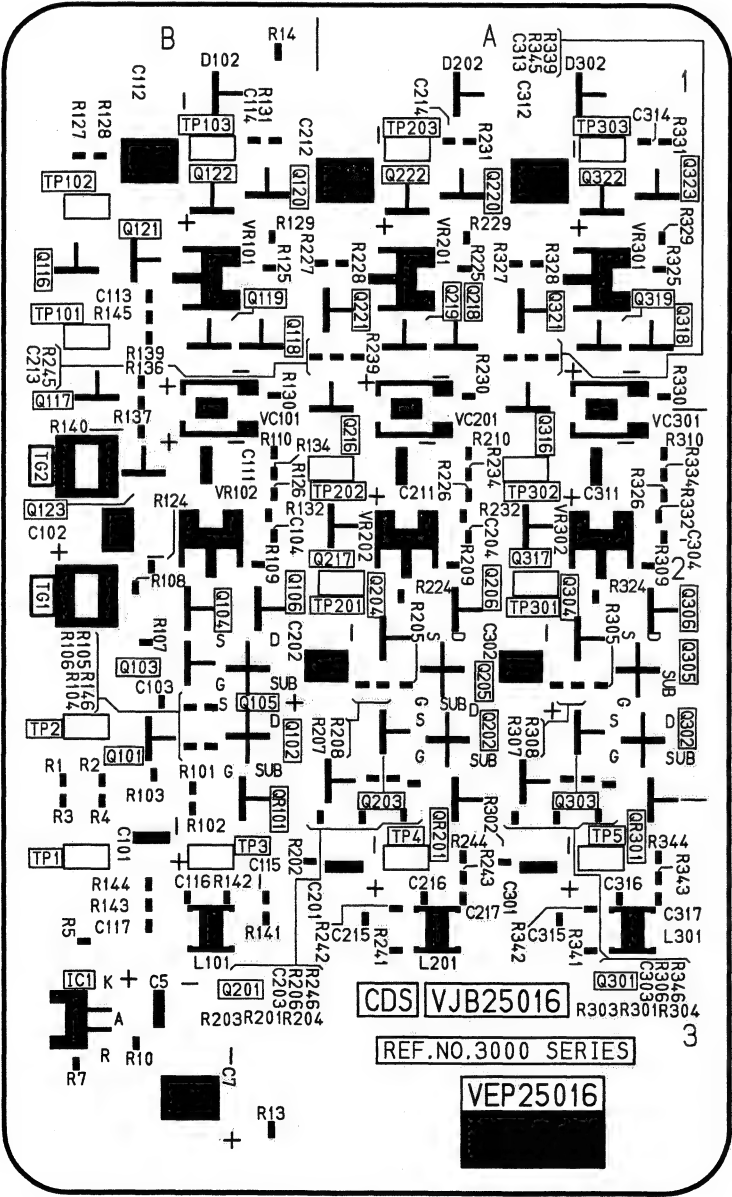 B
R14
A
R339
R345
C313
D102
D202
D302
1
C112
R131
C114
C214
C312
C314
R127
R128
TP103
C212
TP203
R231
TP303
R331
Q122
Q120
Q222
Q220
Q322
Q323
TP102
Q121
R129
R229
R329
Q116
VR101
R227
R125
R228
VR201
R225
R327
R328
VR301
R325
C113
TP101
R145
Q119
Q221
Q219
Q218
Q321
Q319
Q118
Q318
R139
R136
R245
C213
R239
R130
R230
R330
Q117
R137
VC101
Q216
VC201
Q316
VC301
R140
R110
R134
R210
R234
R310
R334
TG2
C111
TP202
R226
TP302
R326
VR102
R126
C211
C311
Q123
R124
R132
R232
R332
C102
C104
VR202
C204
VR302
C304
R108
R109
Q217
R209
Q317
R309
2
TG1
Q104
Q106
TP201
Q204
R224
Q206
TP301
Q304
R324
Q306
R107
R205
R305
R105
R106
R146
R104
Q103
S
D
C202
S
D
C302
S
D
Q305
C103
G
SUB
Q205
G
SUB
G
SUB
TP2
S
Q105
D
Q102
S
D
Q202
S
D
Q302
Q101
R207
R208
R307
R308
R1
R2
R101
G
SUB
G
SUB
G
SUB
R103
R3
R4
QR101
Q203
Q303
R102
C101
R302
TP1
TP3
R202
TP4
QR201
R244
TP5
QR301
R344
R144
C116
R142
C115
R243
R343
R143
C201
C216
C301
C316
C117
R141
R242
C215
C217
R342
C315
C317
R5
L101
R241
L201
R341
L301
IC1
K
C5
Q201
C203
R206
R246
CDS
VJB25016
Q301
C303
R306
R346
A
R203
R201
R204
R303
R301
R304
R
R10
REF.NO.3000 SERIES
3
R7
C7
VEP25016
R13